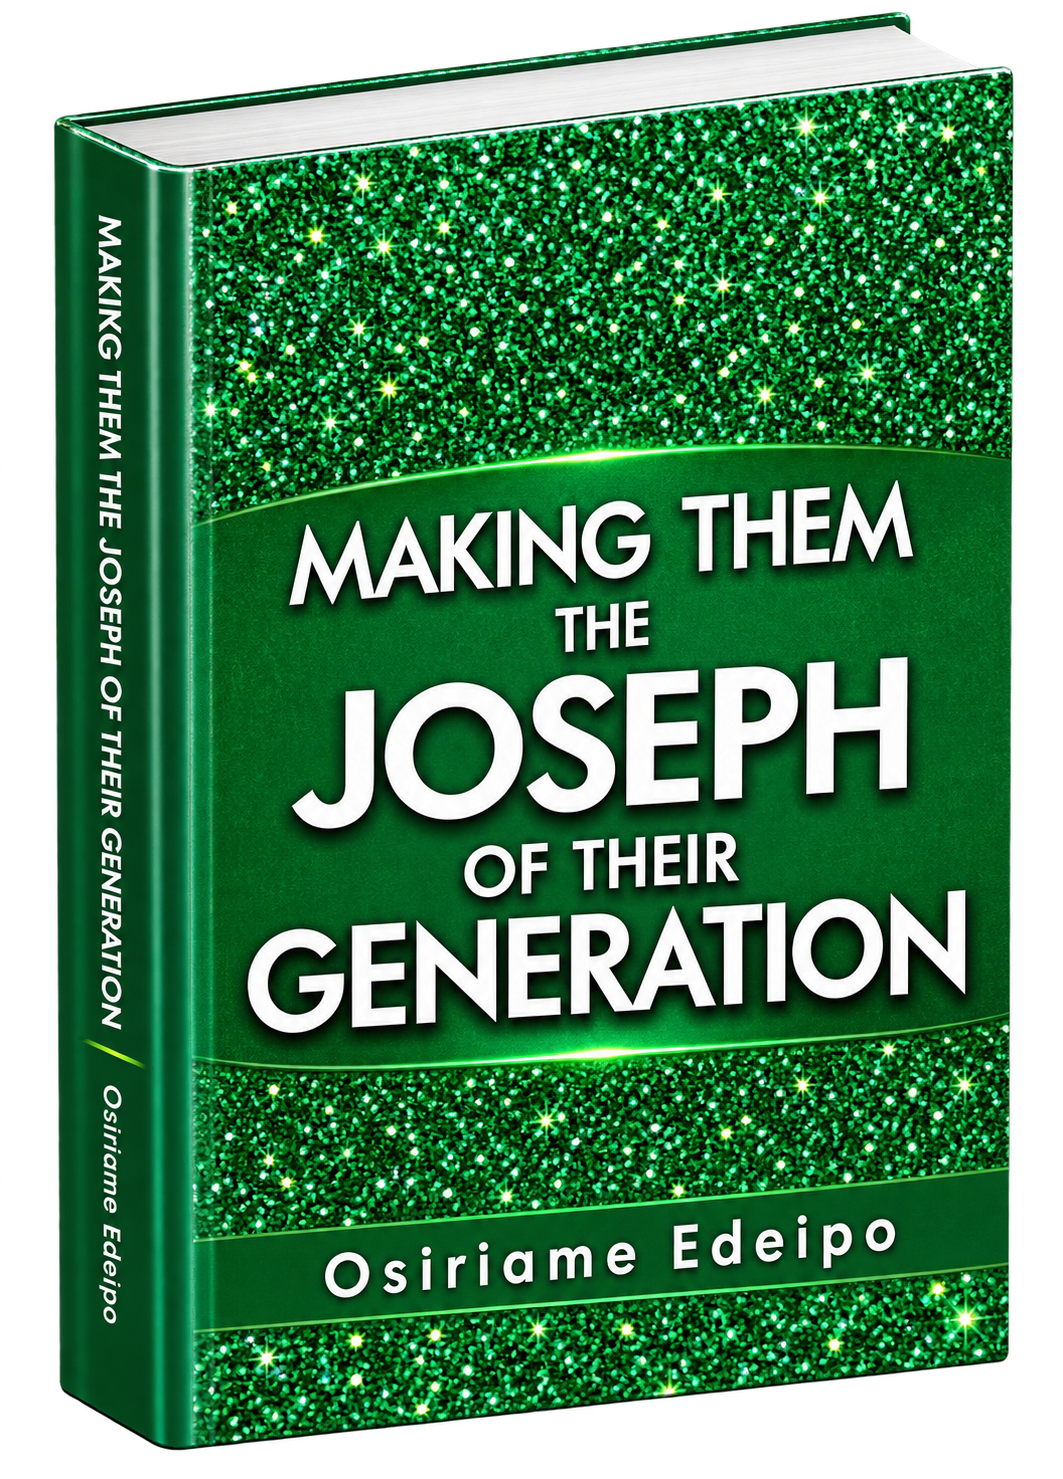 MAKING THEM THE JOSEPH OF THEIR GENERATION / Osiriame Edeipo
MAKING THEM
THE
JOSEPH
OF THEIR
GENERATION
Osiriame Edeipo